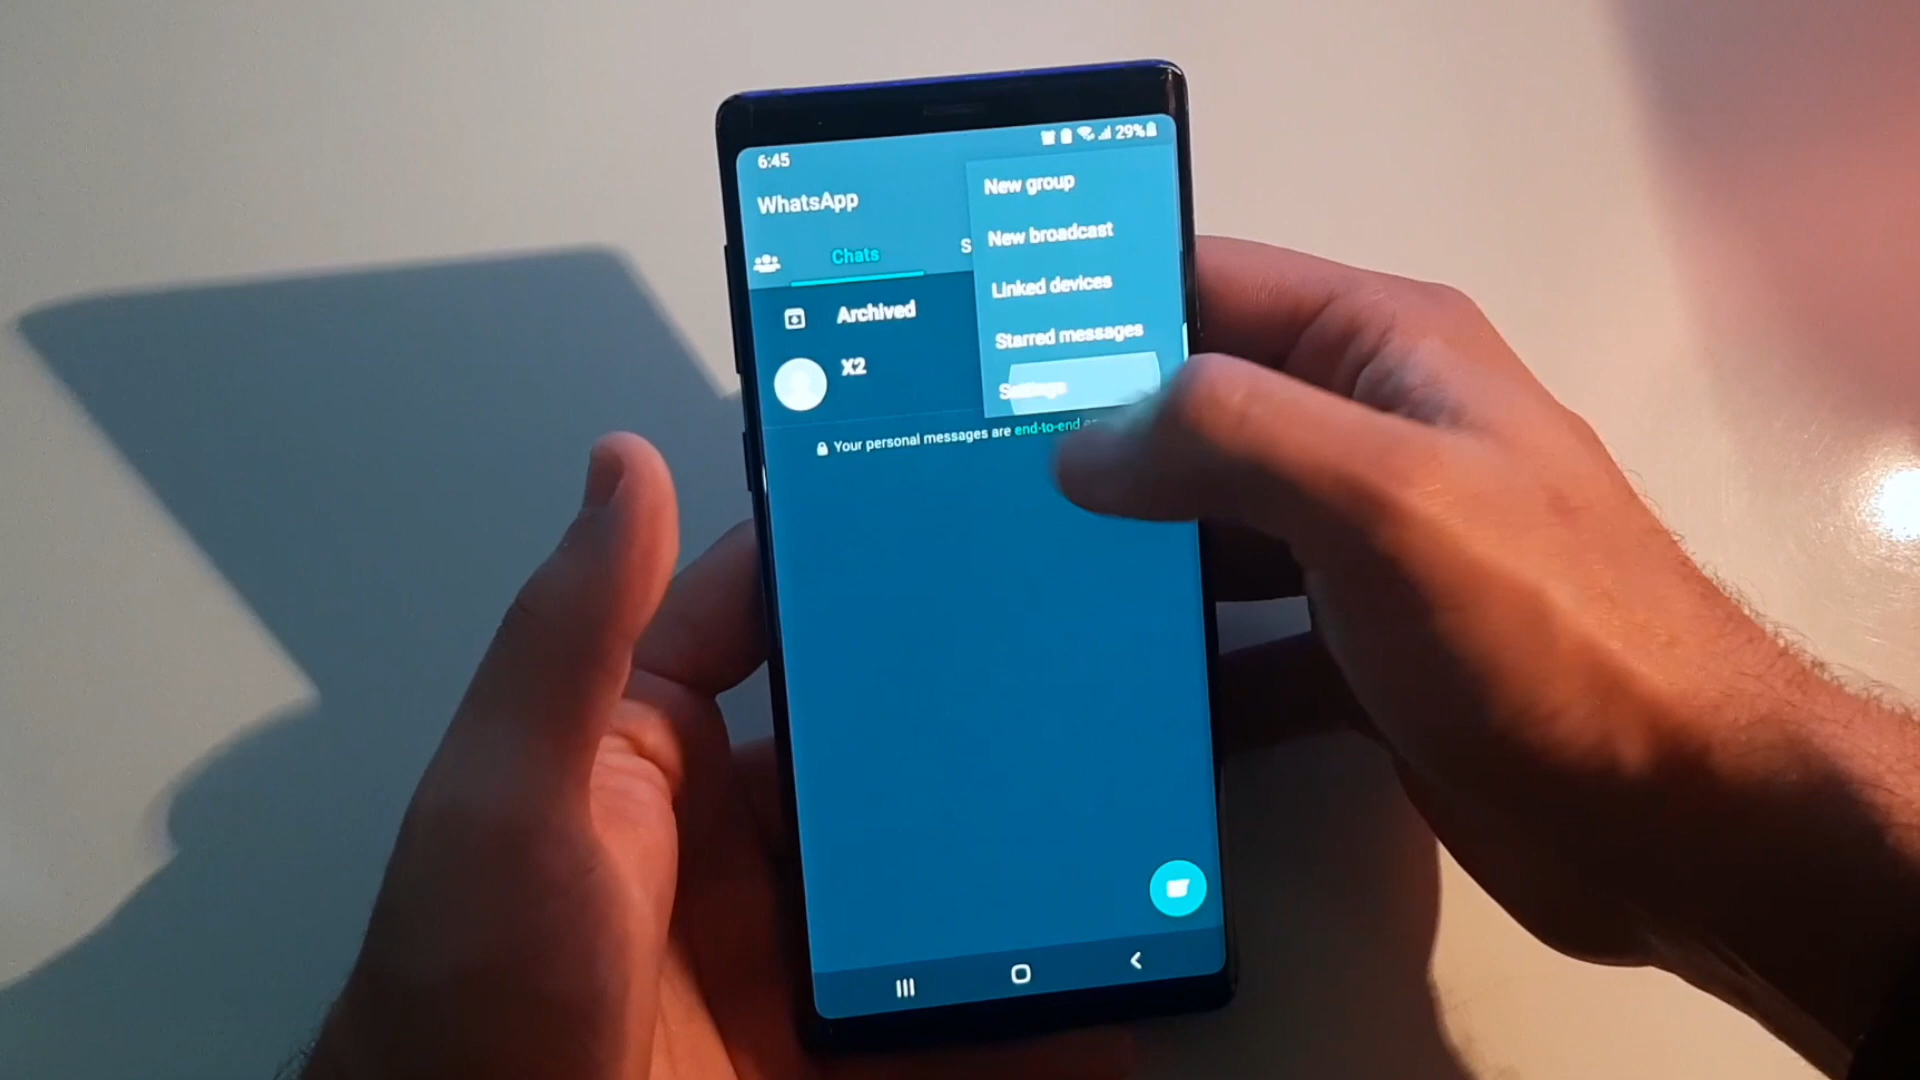 6:45
29%
WhatsApp
New group
New broadcast
Chats
S
Linked devices
Archived
Starred messages
X2
Settings
Your personal messages are end-to-end